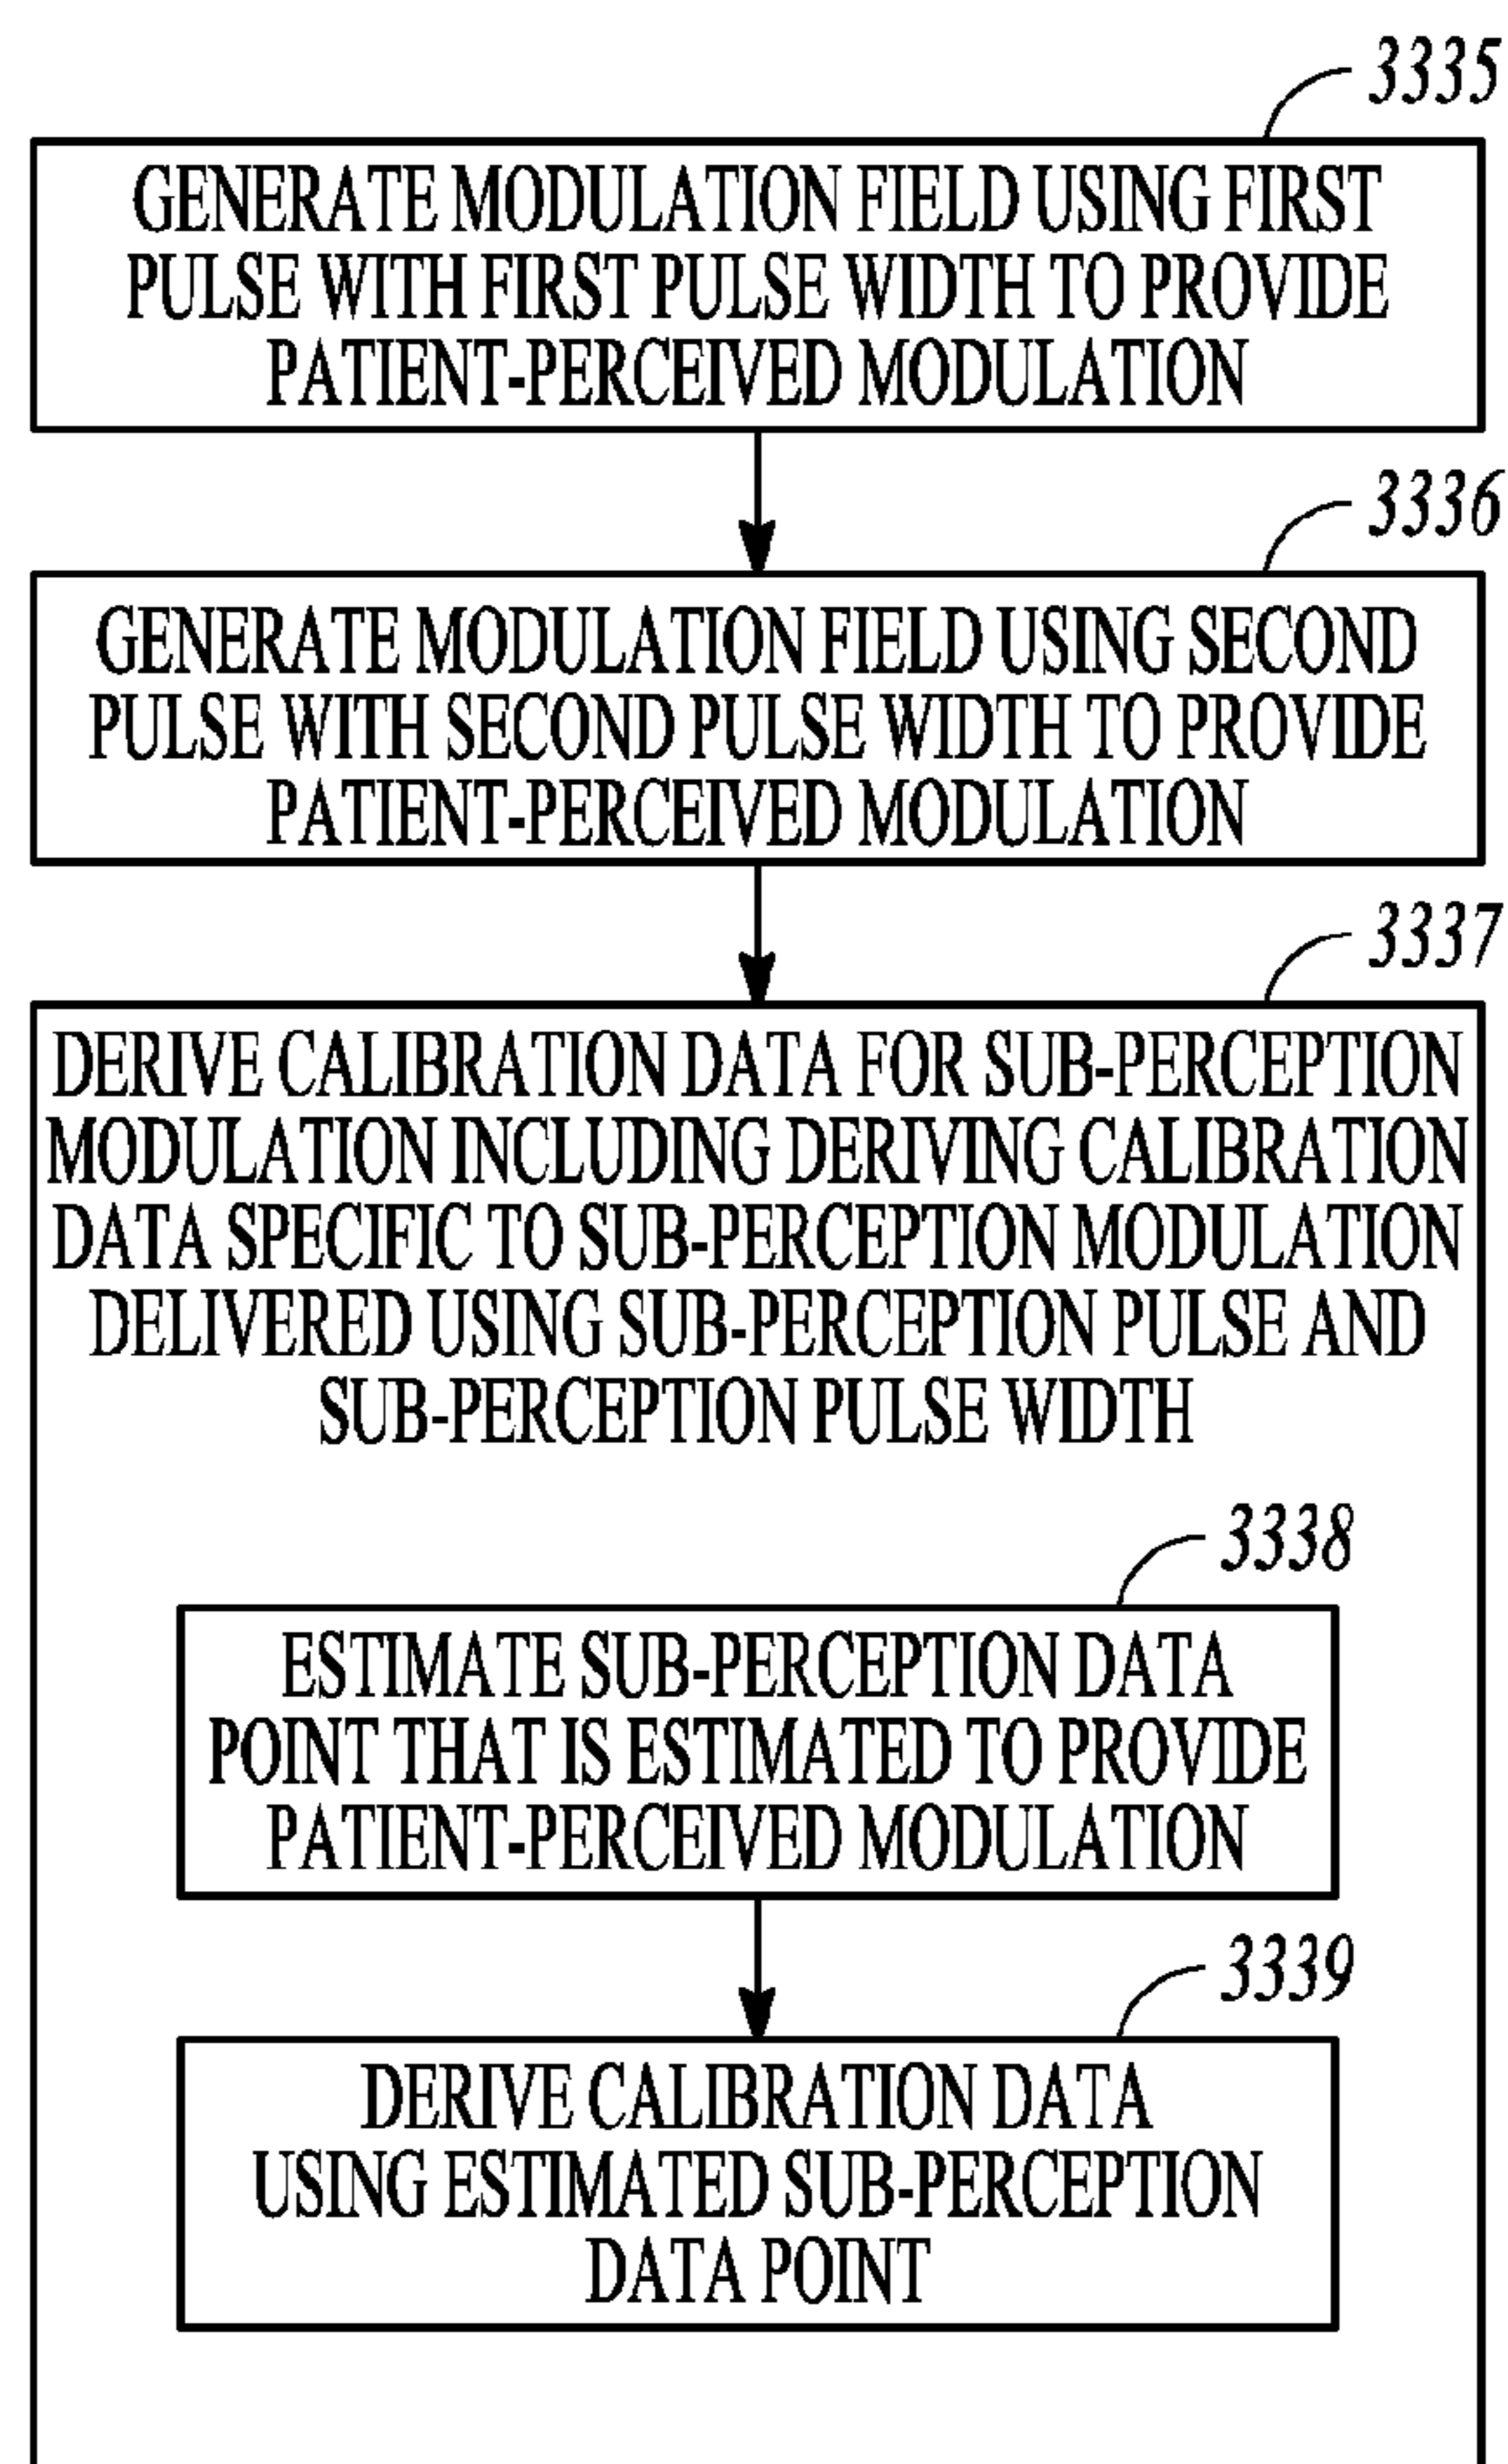 3335
GENERATE MODULATION FIELD USING FIRST
PULSE WITH FIRST PULSE WIDTH TO PROVIDE
PATIENT-PERCEIVED MODULATION
3336
GENERATE MODULATION FIELD USING SECOND
PULSE WITH SECOND PULSE WIDTH TO PROVIDE
PATIENT-PERCEIVED MODULATION
3337
DERIVE CALIBRATION DATA FOR SUB-PERCEPTION
MODULATION INCLUDING DERIVING CALIBRATION
DATA SPECIFIC TO SUB-PERCEPTION MODULATION
DELIVERED USING SUB-PERCEPTION PULSE AND
SUB-PERCEPTION PULSE WIDTH
3338
ESTIMATE SUB-PERCEPTION DATA
POINT THAT IS ESTIMATED TO PROVIDE
PATIENT-PERCEIVED MODULATION
3339
DERIVE CALIBRATION DATA
USING ESTIMATED SUB-PERCEPTION
DATA POINT